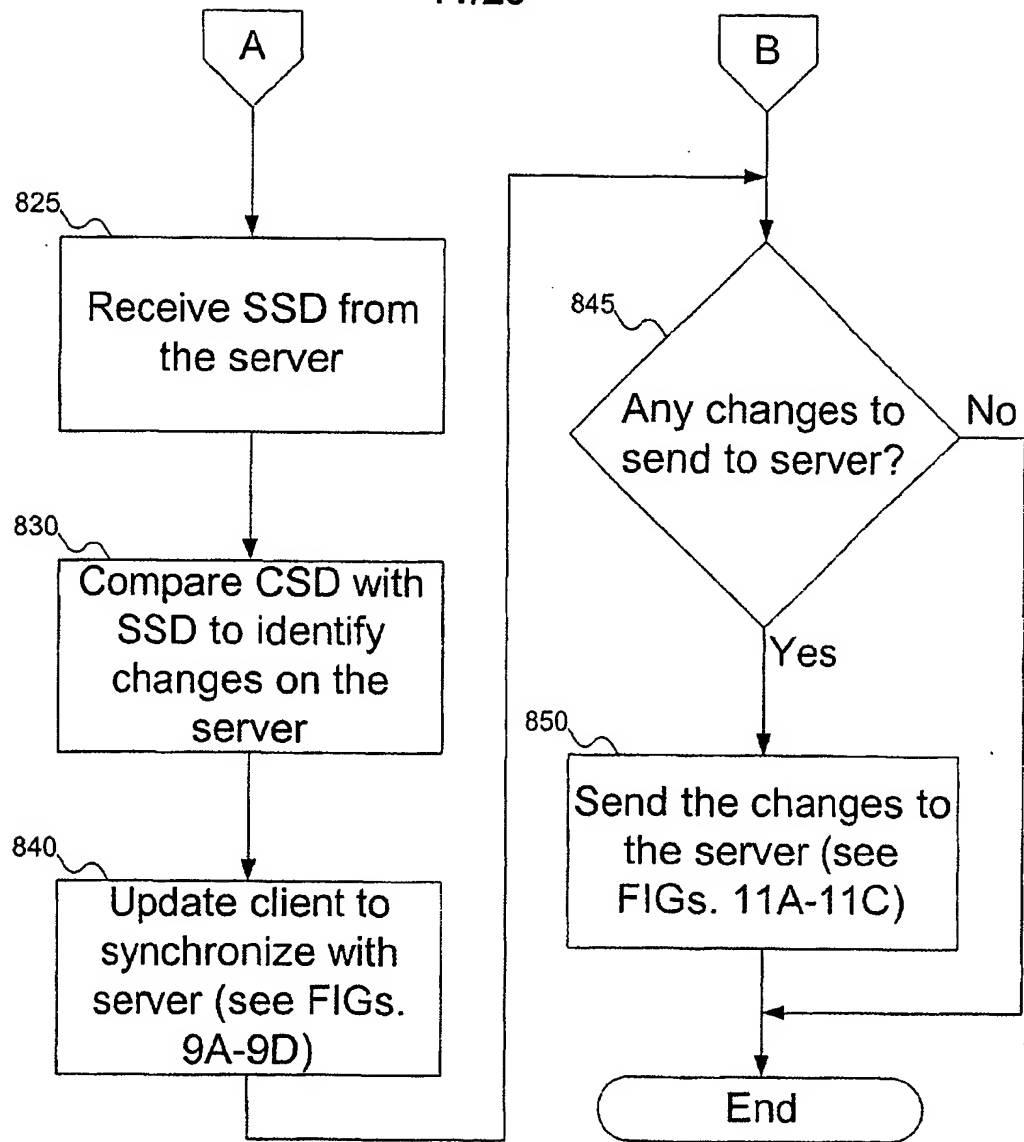 A
825
Receive SSD from
the server
830
Compare CSD with
SSD to identify
changes on the
server
840
Update client to
synchronize with
server (see FIGs.
9A-9D)
B
845
Any changes to
send to server?
No
Yes
850
Send the changes to
the server (see
FIGs. 11A-11C)
End